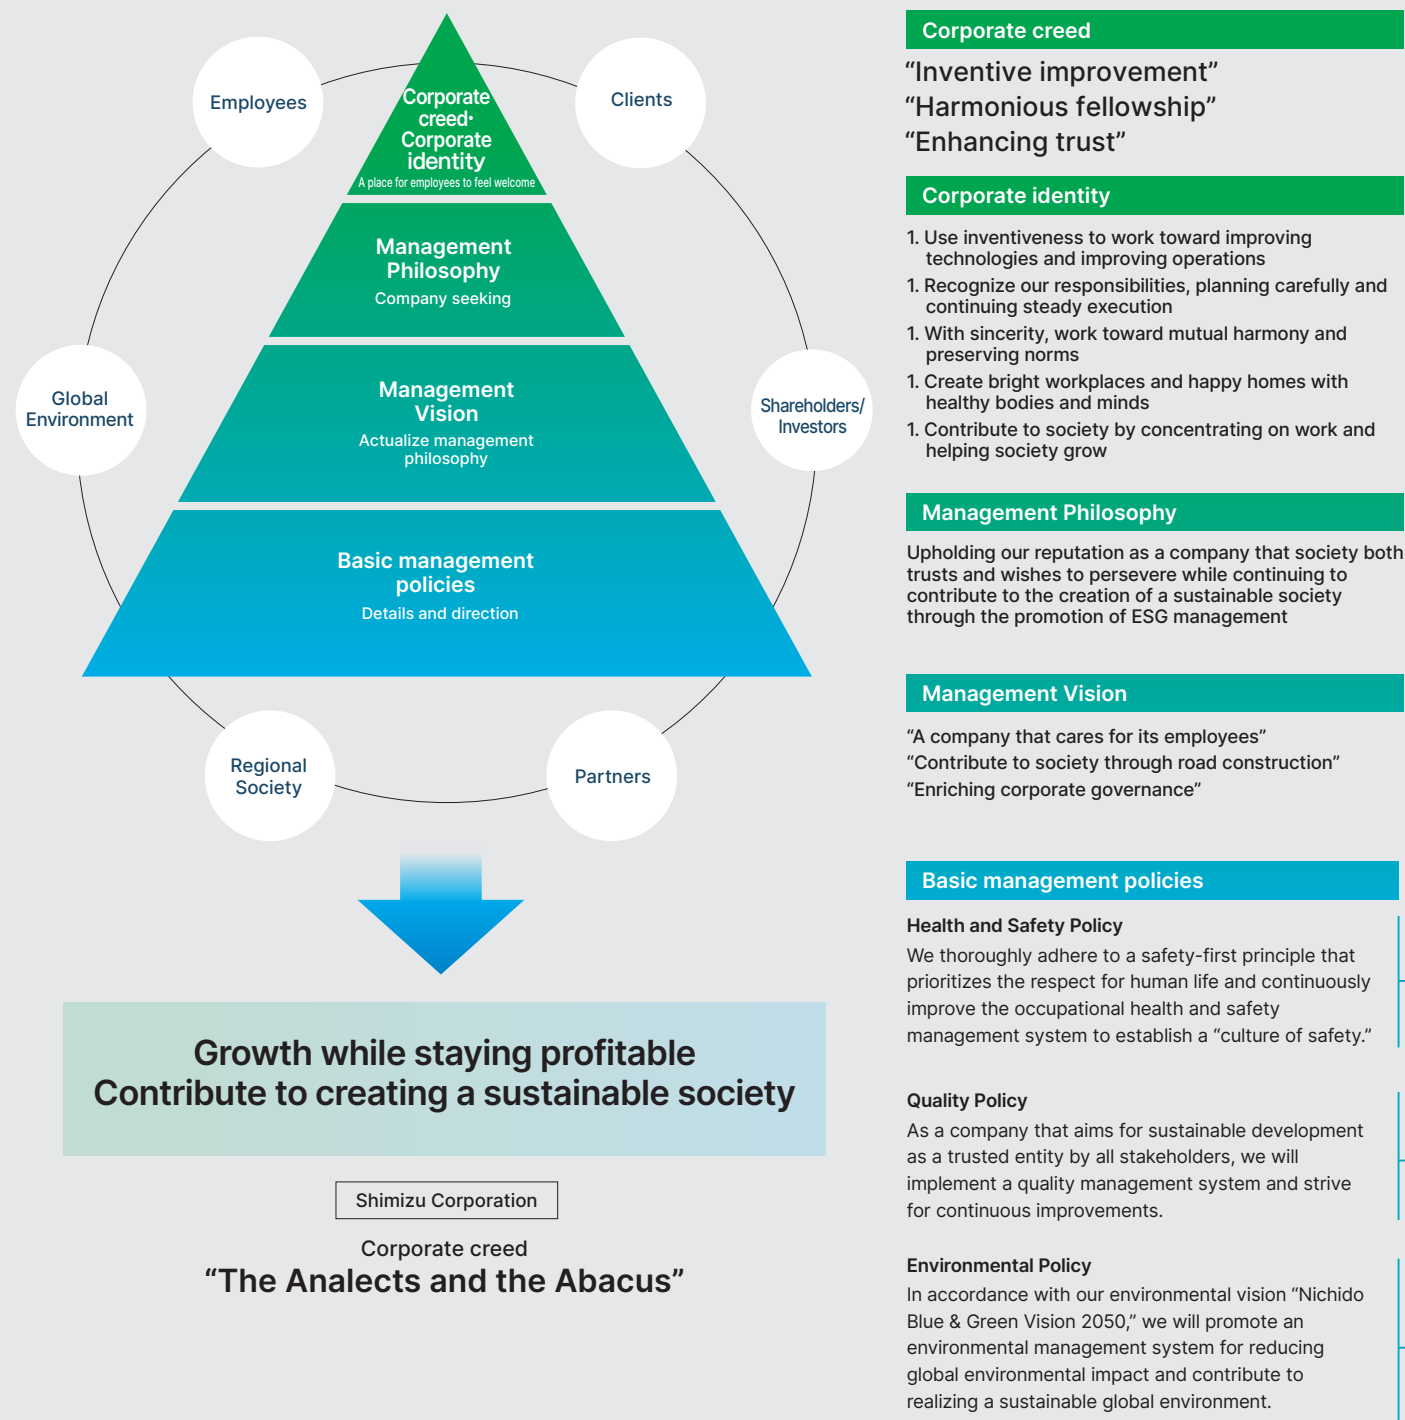 Employees
Clients
Global
Environment
Shareholders/
Investors
Regional
Society
Partners
Corporate
creed·
Corporate
identity
A place for employees to feel welcome
Management
Philosophy
Company seeking
Management
Vision
Actualize management
philosophy
Basic management
policies
Details and direction
Growth while staying profitable
Contribute to creating a sustainable society
Shimizu Corporation
Corporate creed
“The Analects and the Abacus”
Corporate creed
“Inventive improvement”
“Harmonious fellowship”
“Enhancing trust”
Corporate identity
1. Use inventiveness to work toward improving
technologies and improving operations
1. Recognize our responsibilities, planning carefully and
continuing steady execution
1. With sincerity, work toward mutual harmony and
preserving norms
1. Create bright workplaces and happy homes with
healthy bodies and minds
1. Contribute to society by concentrating on work and
helping society grow
Management Philosophy
Upholding our reputation as a company that society both
trusts and wishes to persevere while continuing to
contribute to the creation of a sustainable society
through the promotion of ESG management
Management Vision
“A company that cares for its employees”
“Contribute to society through road construction”
“Enriching corporate governance”
Basic management policies
Health and Safety Policy
We thoroughly adhere to a safety-first principle that
prioritizes the respect for human life and continuously
improve the occupational health and safety
management system to establish a “culture of safety.”
Quality Policy
As a company that aims for sustainable development
as a trusted entity by all stakeholders, we will
implement a quality management system and strive
for continuous improvements.
Environmental Policy
In accordance with our environmental vision “Nichido
Blue & Green Vision 2050,” we will promote an
environmental management system for reducing
global environmental impact and contribute to
realizing a sustainable global environment.